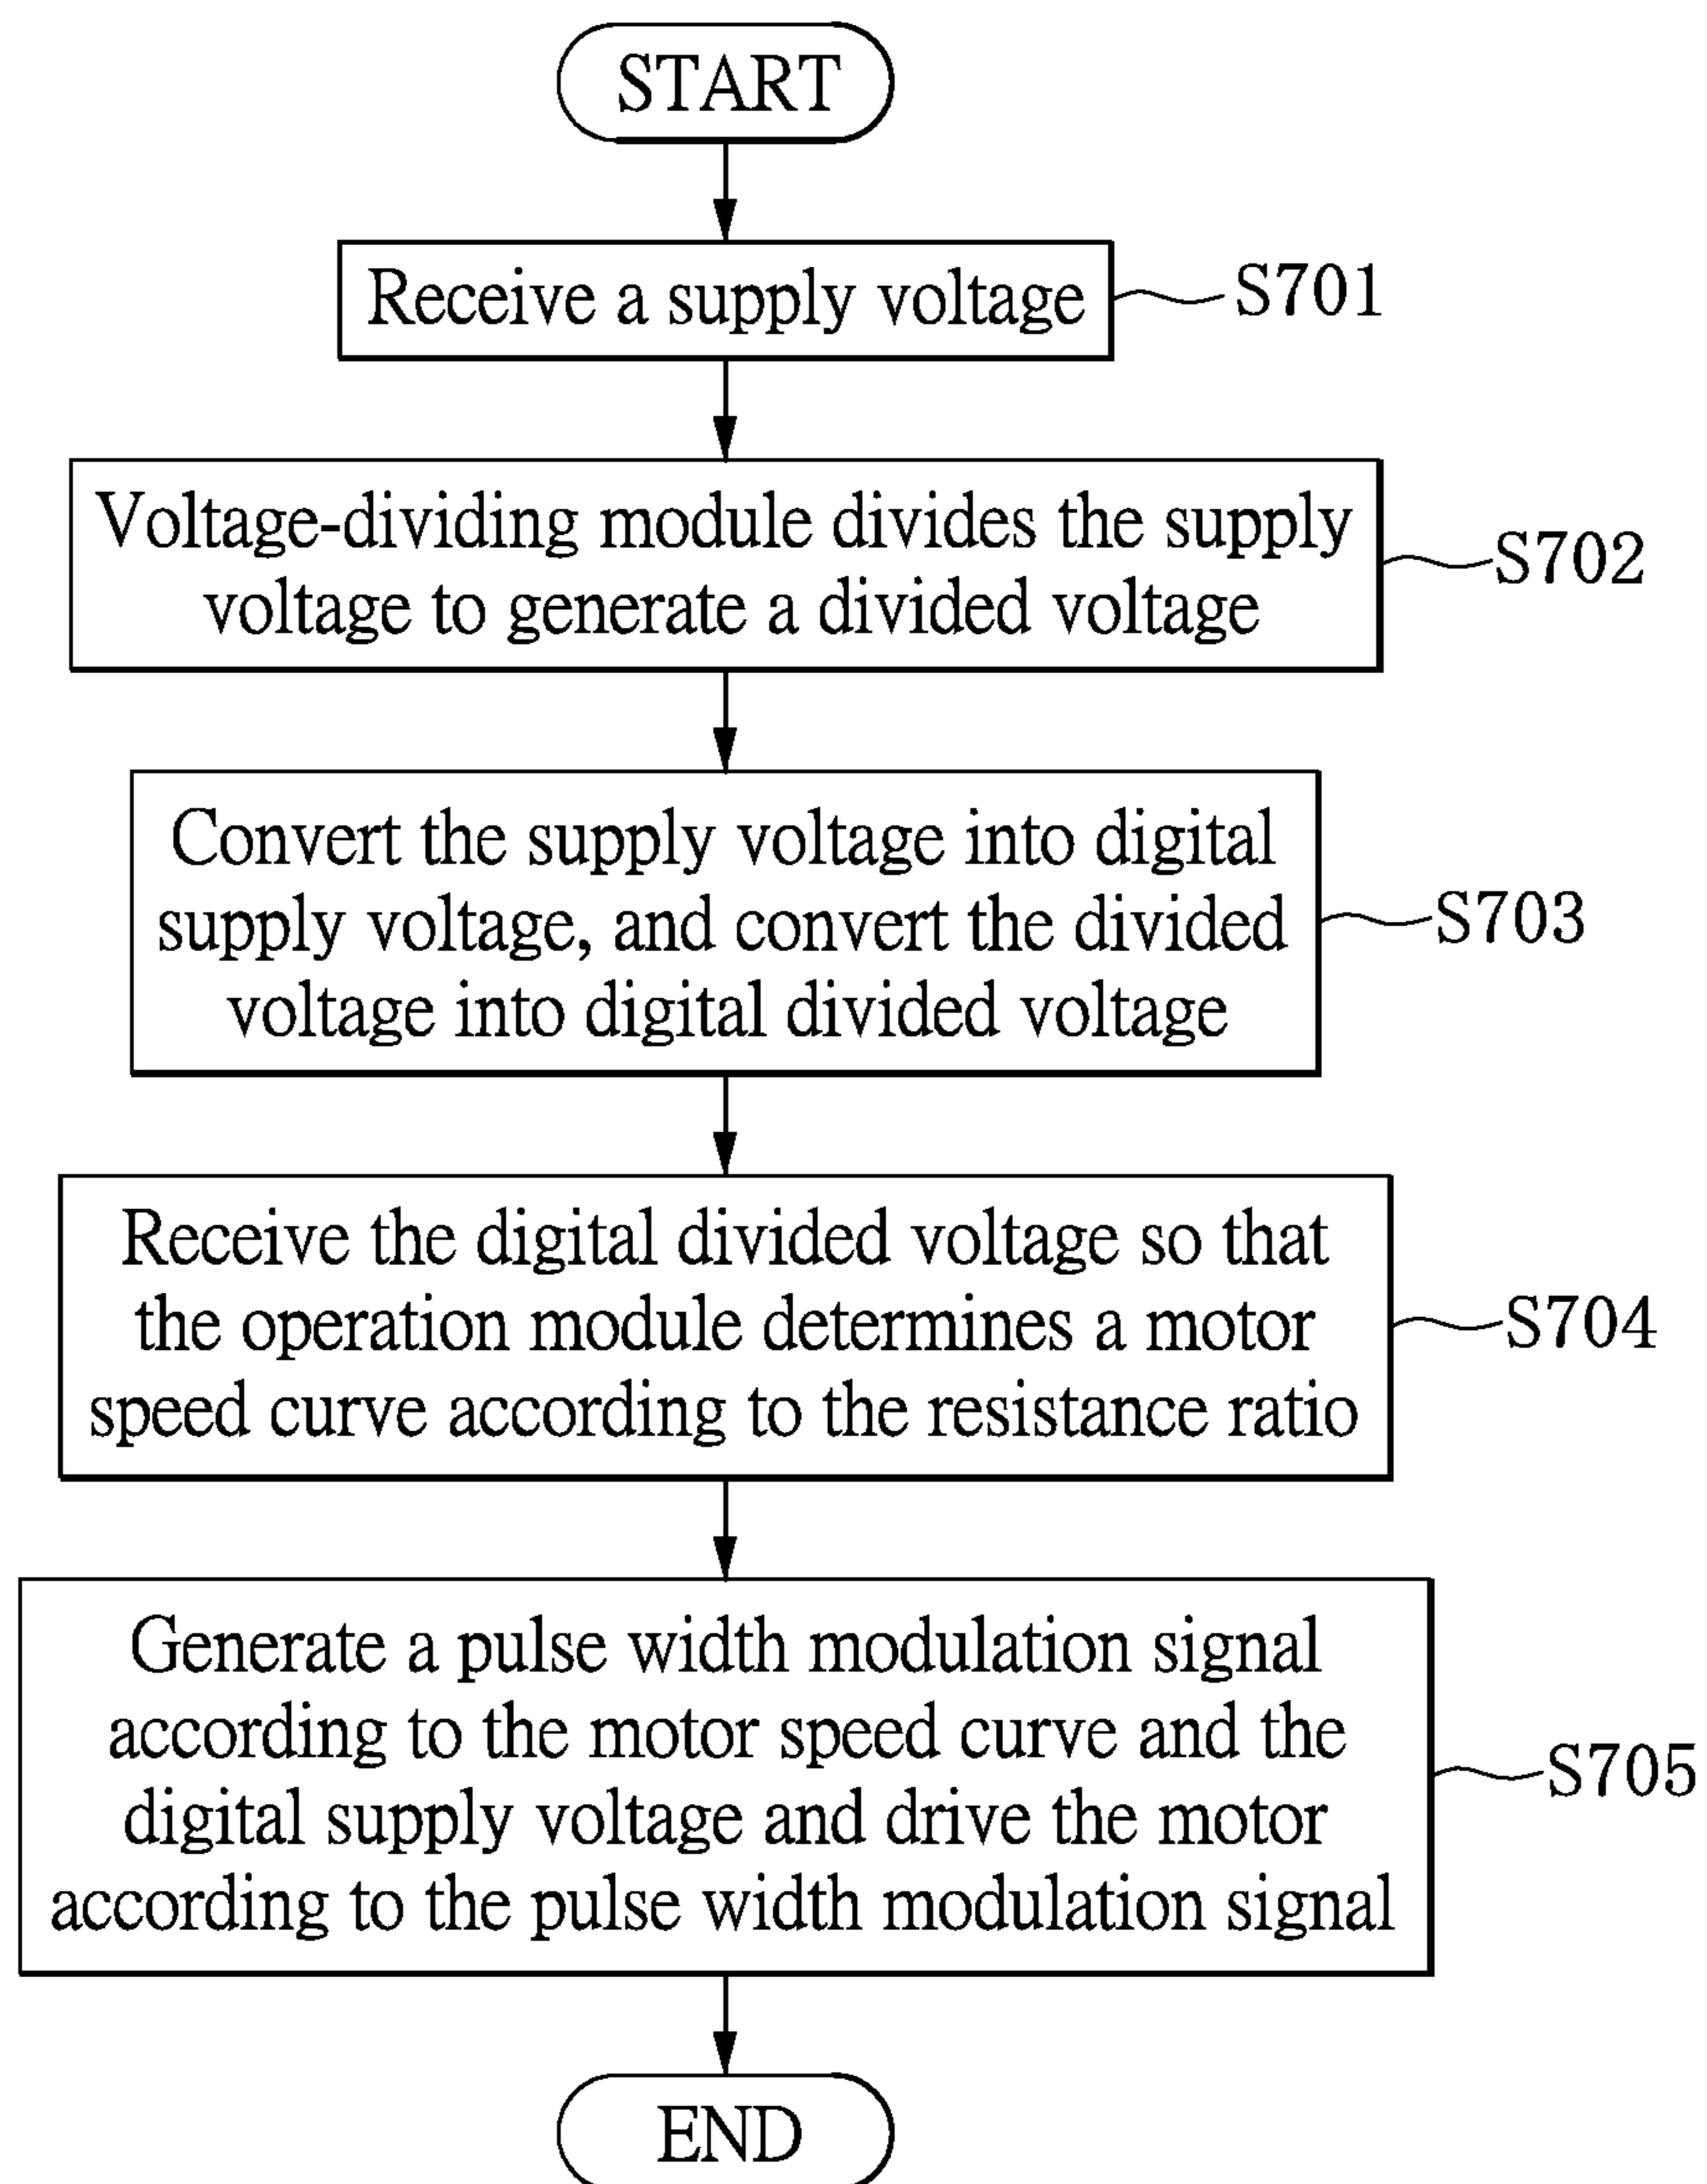 START
Receive a supply voltage
S701
Voltage-dividing module divides the supply
voltage to generate a divided voltage
S702
Convert the supply voltage into digital
supply voltage, and convert the divided
voltage into digital divided voltage
S703
Receive the digital divided voltage so that
the operation module determines a motor
speed curve according to the resistance ratio
S704
Generate a pulse width modulation signal
according to the motor speed curve and the
digital supply voltage and drive the motor
according to the pulse width modulation signal
S705
END